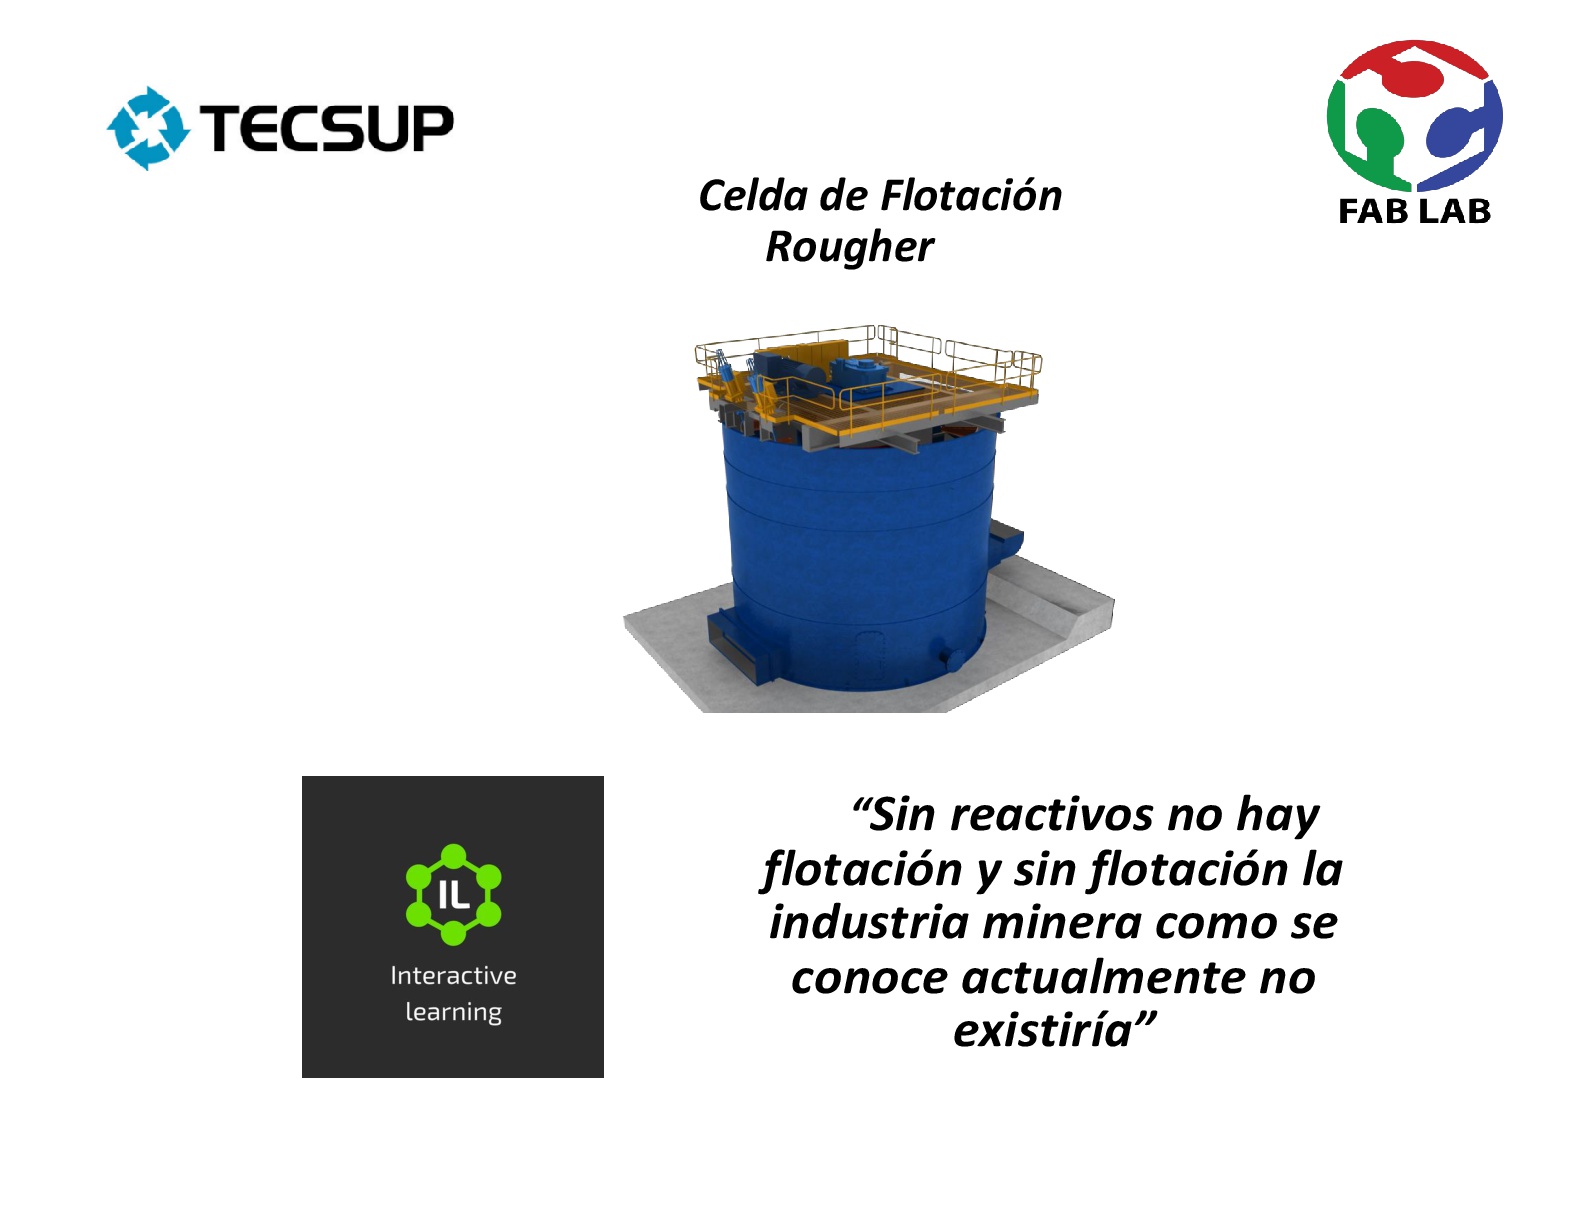 TECSUP
FAB LAB
Celda de Flotación
Rougher
IL
Interactive
learning
“Sin reactivos no hay
flotación y sin flotación la
industria minera como se
conoce actualmente no
existiría”